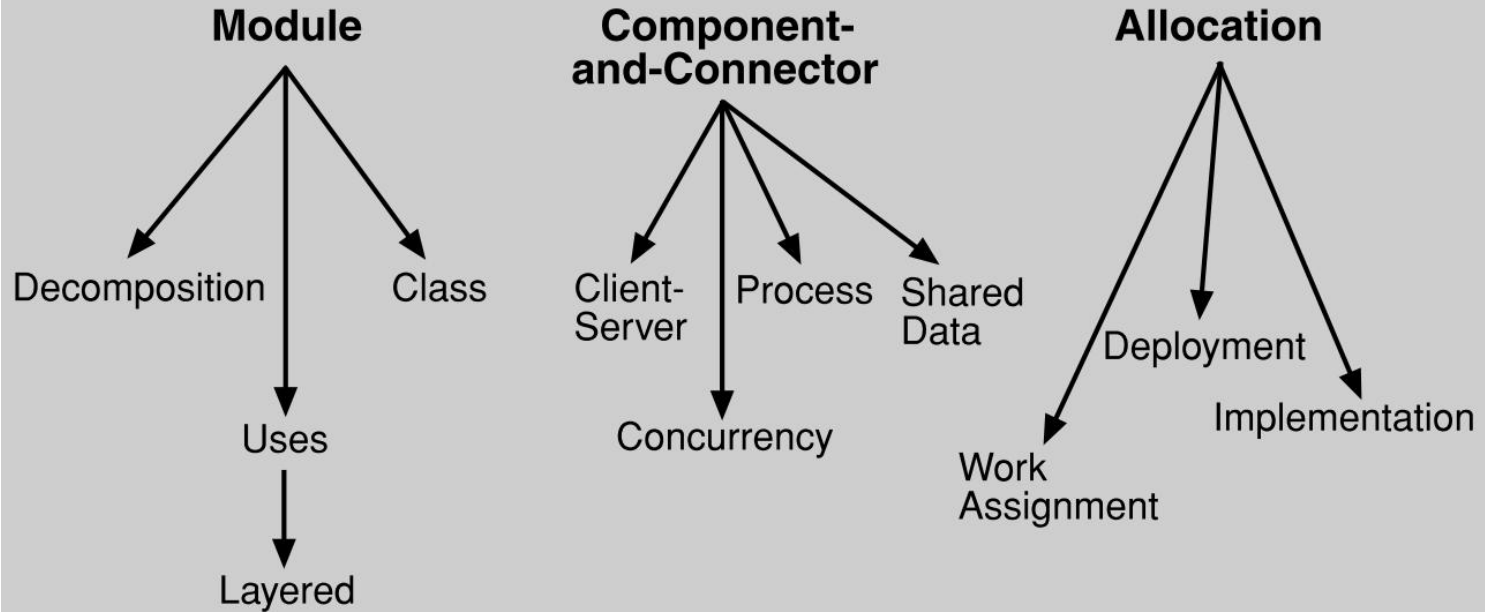 Module
Component-
and-Connector
Allocation
Decomposition
Class
Client-
Server
Process
Shared
Data
Deployment
Implementation
Uses
Concurrency
Work
Assignment
Layered